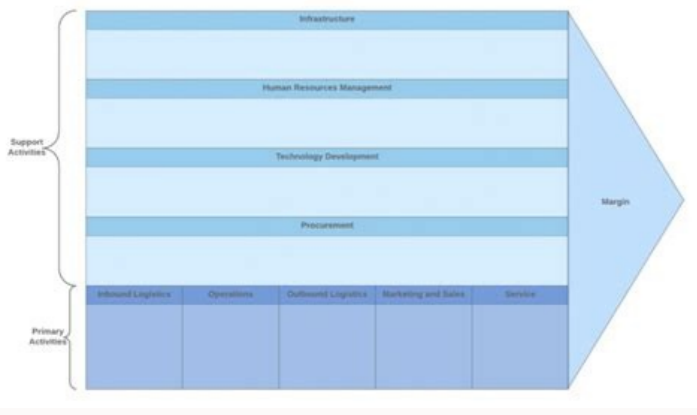 Infrastructure
Human Resources Management
Support
Activities
Technology Development
Margin
Procurement
Inbound Logistics
Operations
Outbound Logistics
Marketing and Sales
Service
Primary
Activities